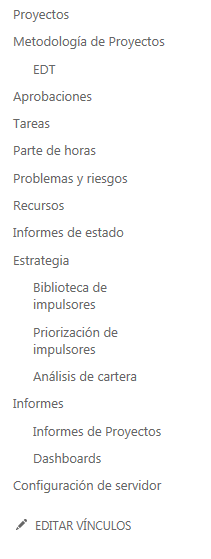 Proyectos
Metodología de Proyectos
EDT
Aprobaciones
Tareas
Parte de horas
Problemas y riesgos
Recursos
Informes de estado
Estrategia
Biblioteca de
impulsores
Priorización de
impulsores
Análisis de cartera
Informes
Informes de Proyectos
Dashboards
Configuración de servidor
EDITAR VÍNCULOS